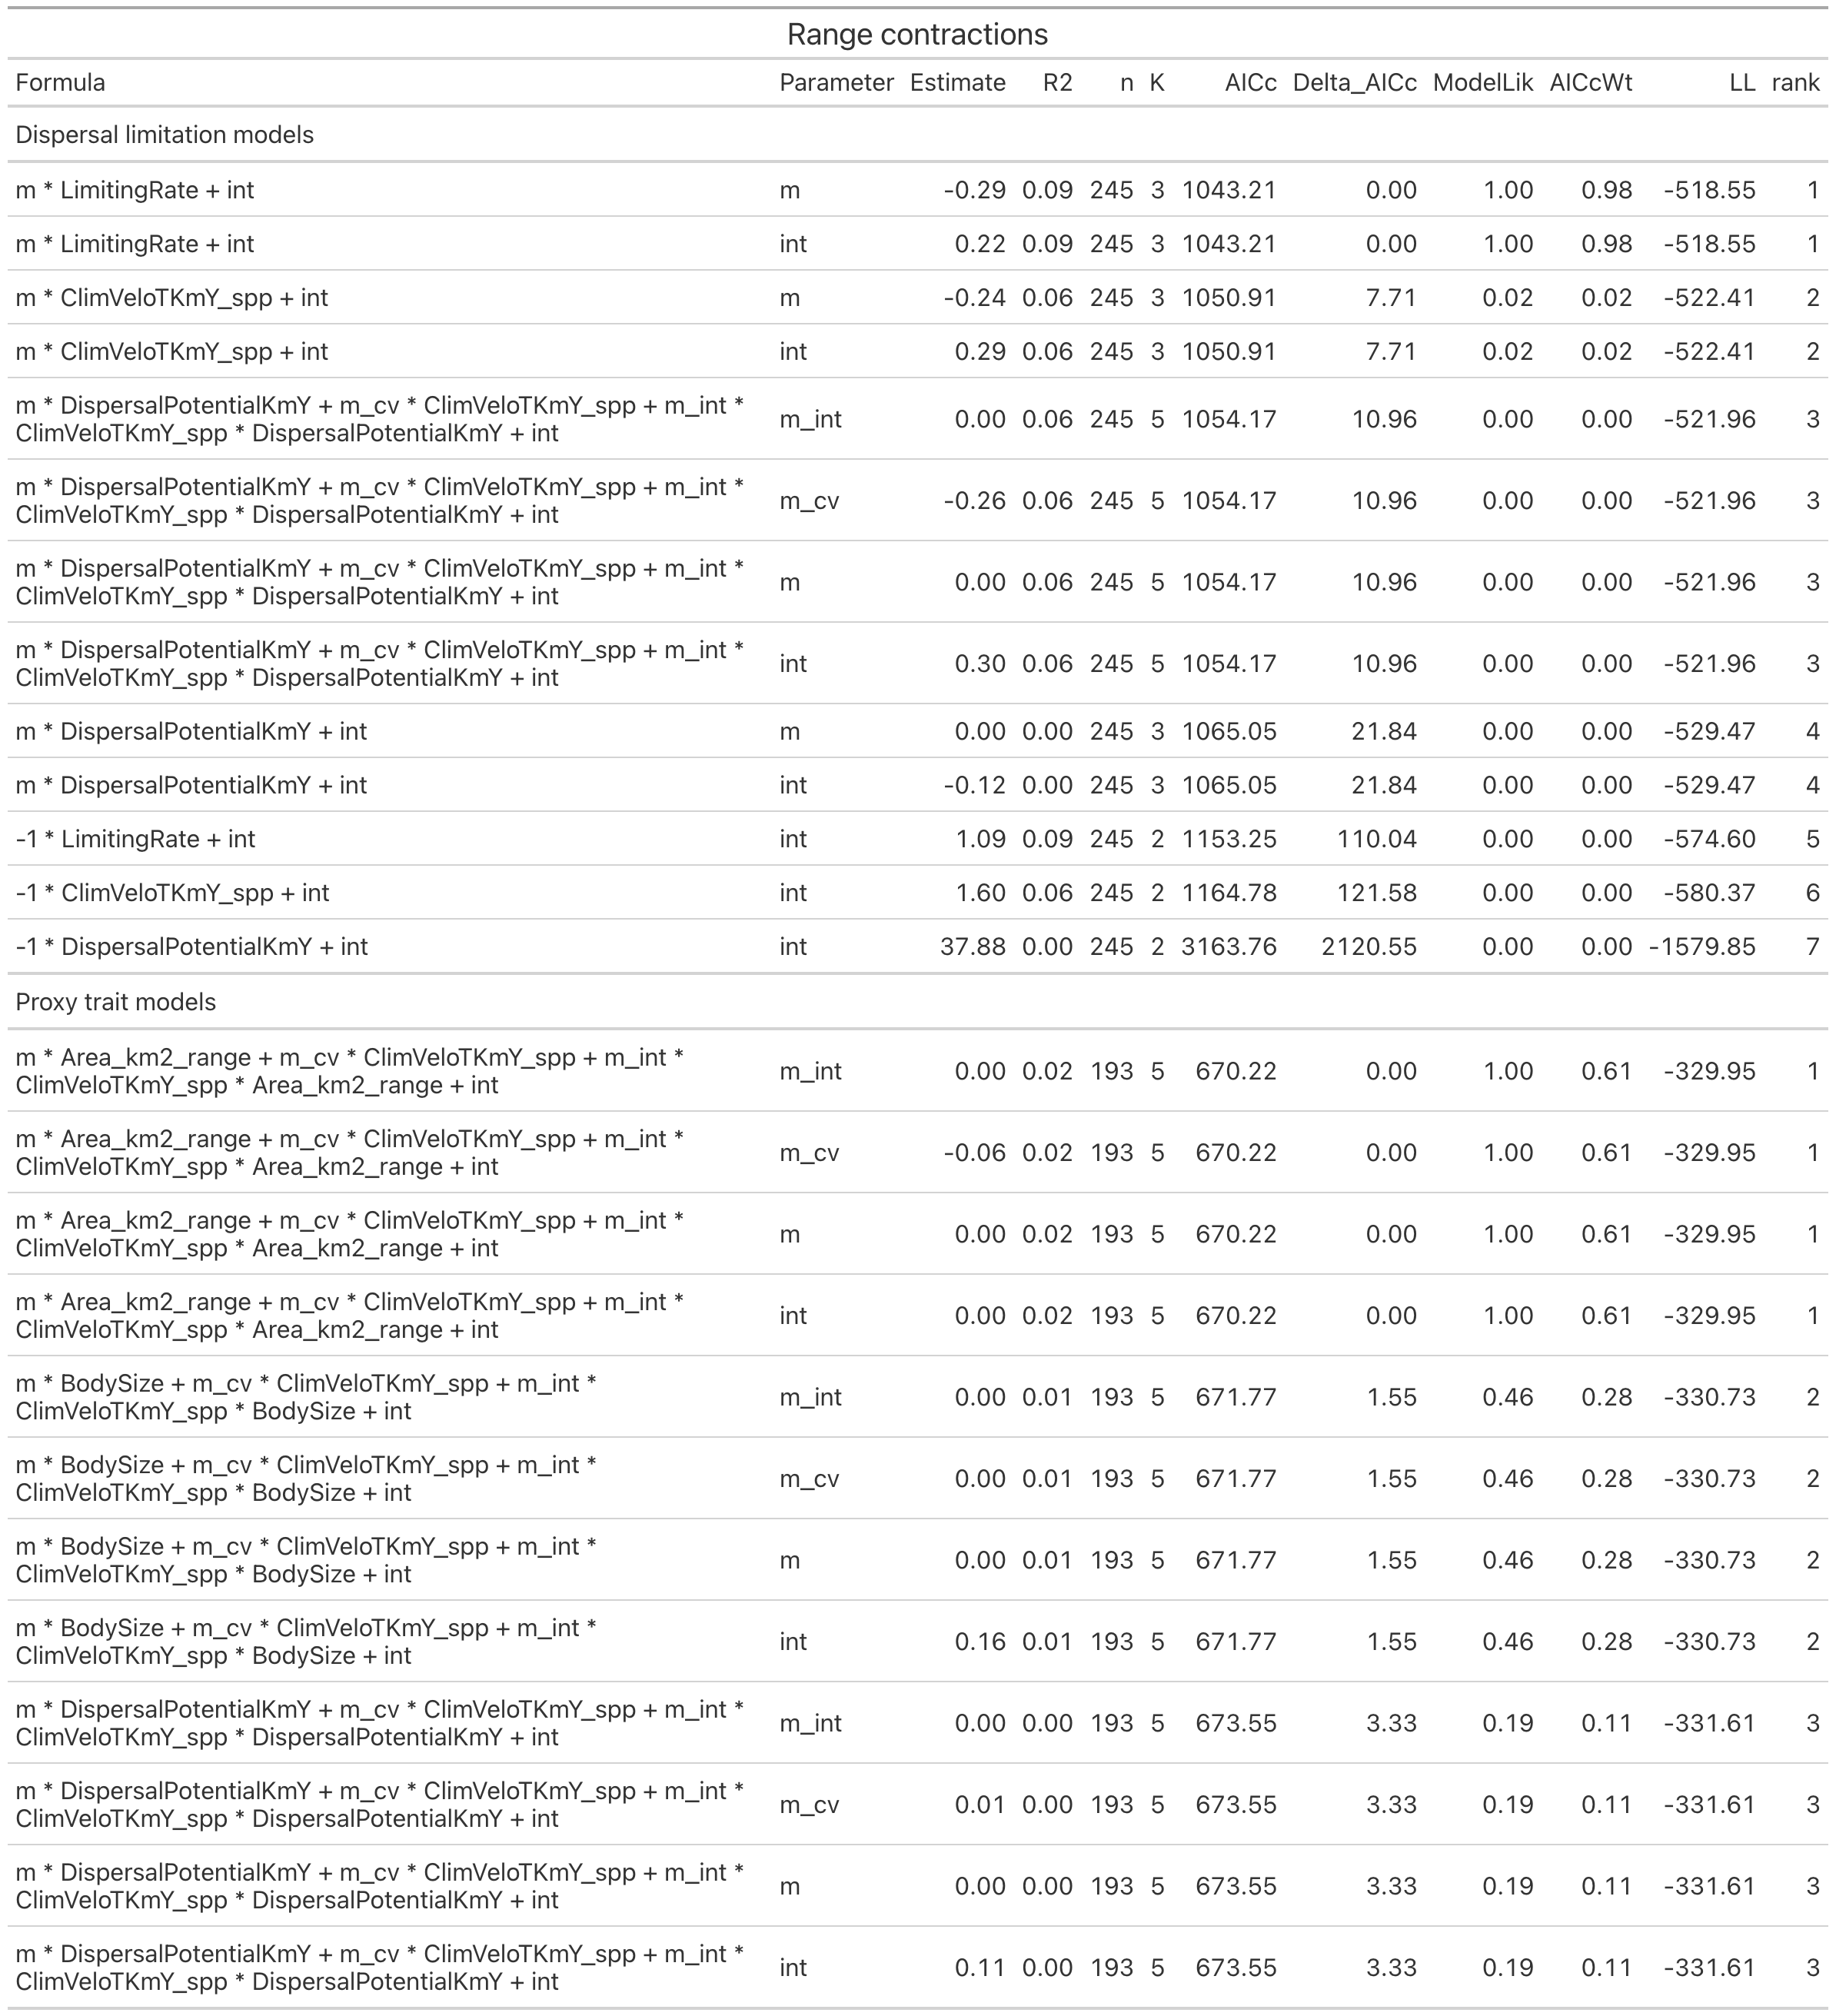 Range contractions
Formula Parameter Estimate R2 n K AICc Delta_AICc ModelLik AICcWt LL rank
Dispersal limitation models
m * LimitingRate + int m -0.29 0.09 245 3 1043.21 0.00 1.00 0.98 -518.55 1
m * LimitingRate + int int 0.22 0.09 245 3 1043.21 0.00 1.00 0.98 -518.55 1
m * ClimVeloTKmY_spp + int m -0.24 0.06 245 3 1050.91 7.71 0.02 0.02 -522.41 2
m * ClimVeloTKmY_spp + int int 0.29 0.06 245 3 1050.91 7.71 0.02 0.02 -522.41 2
m * DispersalPotentialKmY + m_cv * ClimVeloTKmY_spp + m_int *
ClimVeloTKmY_spp * DispersalPotentialKmY + int m_int 0.00 0.06 245 5 1054.17 10.96 0.00 0.00 -521.96 3
m * DispersalPotentialKmY + m_cv * ClimVeloTKmY_spp + m_int *
ClimVeloTKmY_spp * DispersalPotentialKmY + int m_cv -0.26 0.06 245 5 1054.17 10.96 0.00 0.00 -521.96 3
m * DispersalPotentialKmY + m_cv * ClimVeloTKmY_spp + m_int *
ClimVeloTKmY_spp * DispersalPotentialKmY + int m 0.00 0.06 245 5 1054.17 10.96 0.00 0.00 -521.96 3
m * DispersalPotentialKmY + m_cv * ClimVeloTKmY_spp + m_int *
ClimVeloTKmY_spp * DispersalPotentialKmY + int int 0.30 0.06 245 5 1054.17 10.96 0.00 0.00 -521.96 3
m * DispersalPotentialKmY + int m 0.00 0.00 245 3 1065.05 21.84 0.00 0.00 -529.47 4
m * DispersalPotentialKmY + int int -0.12 0.00 245 3 1065.05 21.84 0.00 0.00 -529.47 4
-1 * LimitingRate + int int 1.09 0.09 245 2 1153.25 110.04 0.00 0.00 -574.60 5
-1 * ClimVeloTKmY_spp + int int 1.60 0.06 245 2 1164.78 121.58 0.00 0.00 -580.37 6
-1 * DispersalPotentialKmY + int int 37.88 0.00 245 2 3163.76 2120.55 0.00 0.00 -1579.85 7
Proxy trait models
m * Area_km2_range + m_cv * ClimVeloTKmY_spp + m_int *
ClimVeloTKmY_spp * Area_km2_range + int m_int 0.00 0.02 193 5 670.22 0.00 1.00 0.61 -329.95 1
m * Area_km2_range + m_cv * ClimVeloTKmY_spp + m_int *
ClimVeloTKmY_spp * Area_km2_range + int m_cv -0.06 0.02 193 5 670.22 0.00 1.00 0.61 -329.95 1
m * Area_km2_range + m_cv * ClimVeloTKmY_spp + m_int *
ClimVeloTKmY_spp * Area_km2_range + int m 0.00 0.02 193 5 670.22 0.00 1.00 0.61 -329.95 1
m * Area_km2_range + m_cv * ClimVeloTKmY_spp + m_int *
ClimVeloTKmY_spp * Area_km2_range + int int 0.00 0.02 193 5 670.22 0.00 1.00 0.61 -329.95 1
m * BodySize + m_cv * ClimVeloTKmY_spp + m_int *
ClimVeloTKmY_spp * BodySize + int m_int 0.00 0.01 193 5 671.77 1.55 0.46 0.28 -330.73 2
m * BodySize + m_cv * ClimVeloTKmY_spp + m_int *
ClimVeloTKmY_spp * BodySize + int m_cv 0.00 0.01 193 5 671.77 1.55 0.46 0.28 -330.73 2
m * BodySize + m_cv * ClimVeloTKmY_spp + m_int *
ClimVeloTKmY_spp * BodySize + int m 0.00 0.01 193 5 671.77 1.55 0.46 0.28 -330.73 2
m * BodySize + m_cv * ClimVeloTKmY_spp + m_int *
ClimVeloTKmY_spp * BodySize + int int 0.16 0.01 193 5 671.77 1.55 0.46 0.28 -330.73 2
m * DispersalPotentialKmY + m_cv * ClimVeloTKmY_spp + m_int *
ClimVeloTKmY_spp * DispersalPotentialKmY + int m_int 0.00 0.00 193 5 673.55 3.33 0.19 0.11 -331.61 3
m * DispersalPotentialKmY + m_cv * ClimVeloTKmY_spp + m_int *
ClimVeloTKmY_spp * DispersalPotentialKmY + int m_cv 0.01 0.00 193 5 673.55 3.33 0.19 0.11 -331.61 3
m * DispersalPotentialKmY + m_cv * ClimVeloTKmY_spp + m_int *
ClimVeloTKmY_spp * DispersalPotentialKmY + int m 0.00 0.00 193 5 673.55 3.33 0.19 0.11 -331.61 3
m * DispersalPotentialKmY + m_cv * ClimVeloTKmY_spp + m_int *
ClimVeloTKmY_spp * DispersalPotentialKmY + int int 0.11 0.00 193 5 673.55 3.33 0.19 0.11 -331.61 3